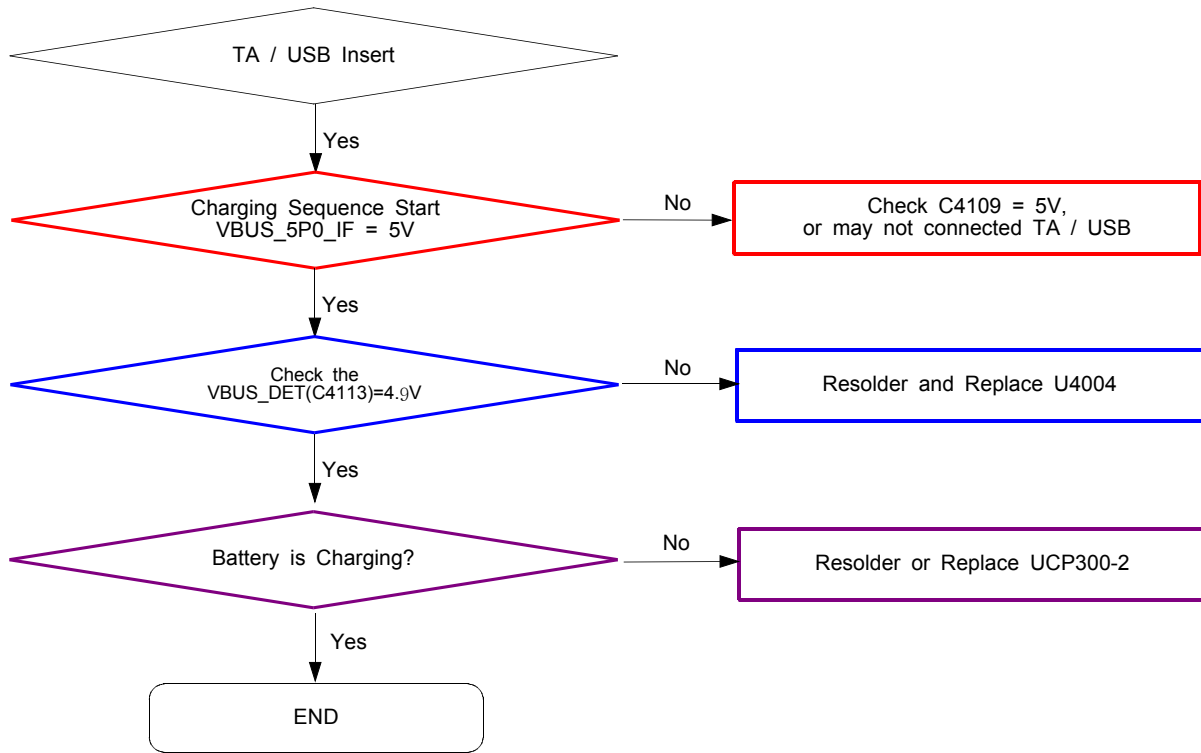 TA / USB Insert
Yes
Charging Sequence Start
VBUS_5P0_IF = 5V
No
Check C4109 = 5V,
or may not connected TA / USB
Yes
Check the
VBUS_DET(C4113)=4.9V
No
Resolder and Replace U4004
Yes
Battery is Charging?
No
Resolder or Replace UCP300-2
Yes
END